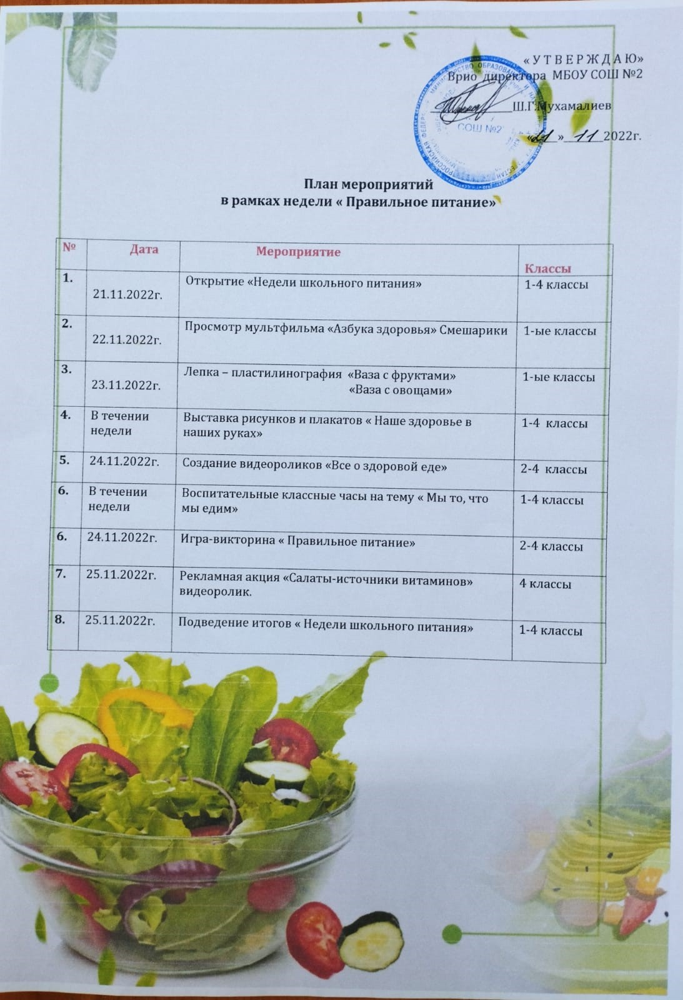 «УТВЕРЖДАЮ»
Врио директора МБОУ СОШ №2
Ш.Г.Мухамалиев
СОШ №2
«21» 11 2022г.
План мероприятий
в рамках недели « Правильное питание»
№ Дата Мероприятие Классы
1. 21.11.2022г. Открытие «Недели школьного питания» 1-4 классы
2. 22.11.2022г. Просмотр мультфильма «Азбука здоровья» Смешарики 1-ые классы
3. 23.11.2022г. Лепка – пластилинография «Ваза с фруктами» 1-ые классы
«Ваза с овощами»
4. В течении недели Выставка рисунков и плакатов « Наше здоровье в 1-4 классы
наших руках»
5. 24.11.2022г. Создание видеороликов «Все о здоровой еде» 2-4 классы
6. В течении недели Воспитательные классные часы на тему « Мы то, что 1-4 классы
мы едим»
6. 24.11.2022г. Игра-викторина « Правильное питание» 2-4 классы
7. 25.11.2022г. Рекламная акция «Салаты-источники витаминов» 4 классы
видеоролик.
8. 25.11.2022г. Подведение итогов « Недели школьного питания» 1-4 классы